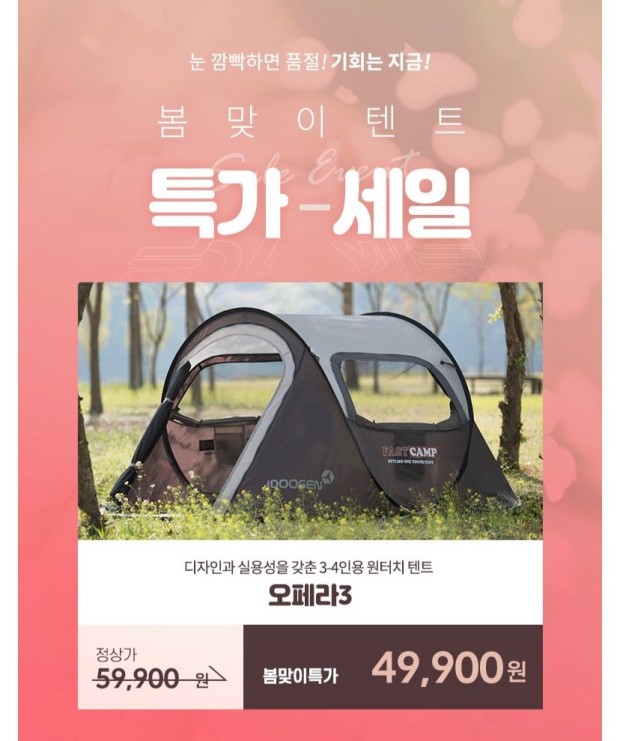 눈 깜빡하면 품절! 기회는 지금!
봄맞이텐트
Sale Event
특가-세일
FAST CAMP
IDOOGEN
디자인과 실용성을 갖춘 3-4인용 원터치 텐트
오페라3
정상가
59,900 원
봄맞이특가
49,900원